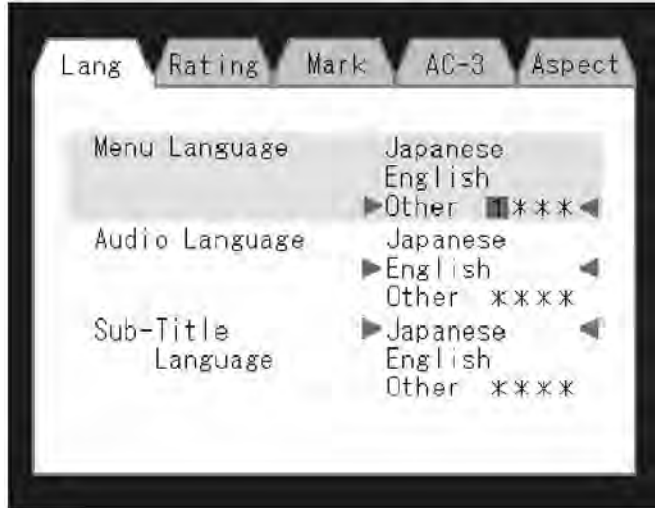 Lang Rating Mark AC-3 Aspect
Menu Language Japanese
English
▶Other 1***◀
Audio Language Japanese
▶English ◀
Other ****
Sub-Title ▶Japanese ◀
Language English
Other ****